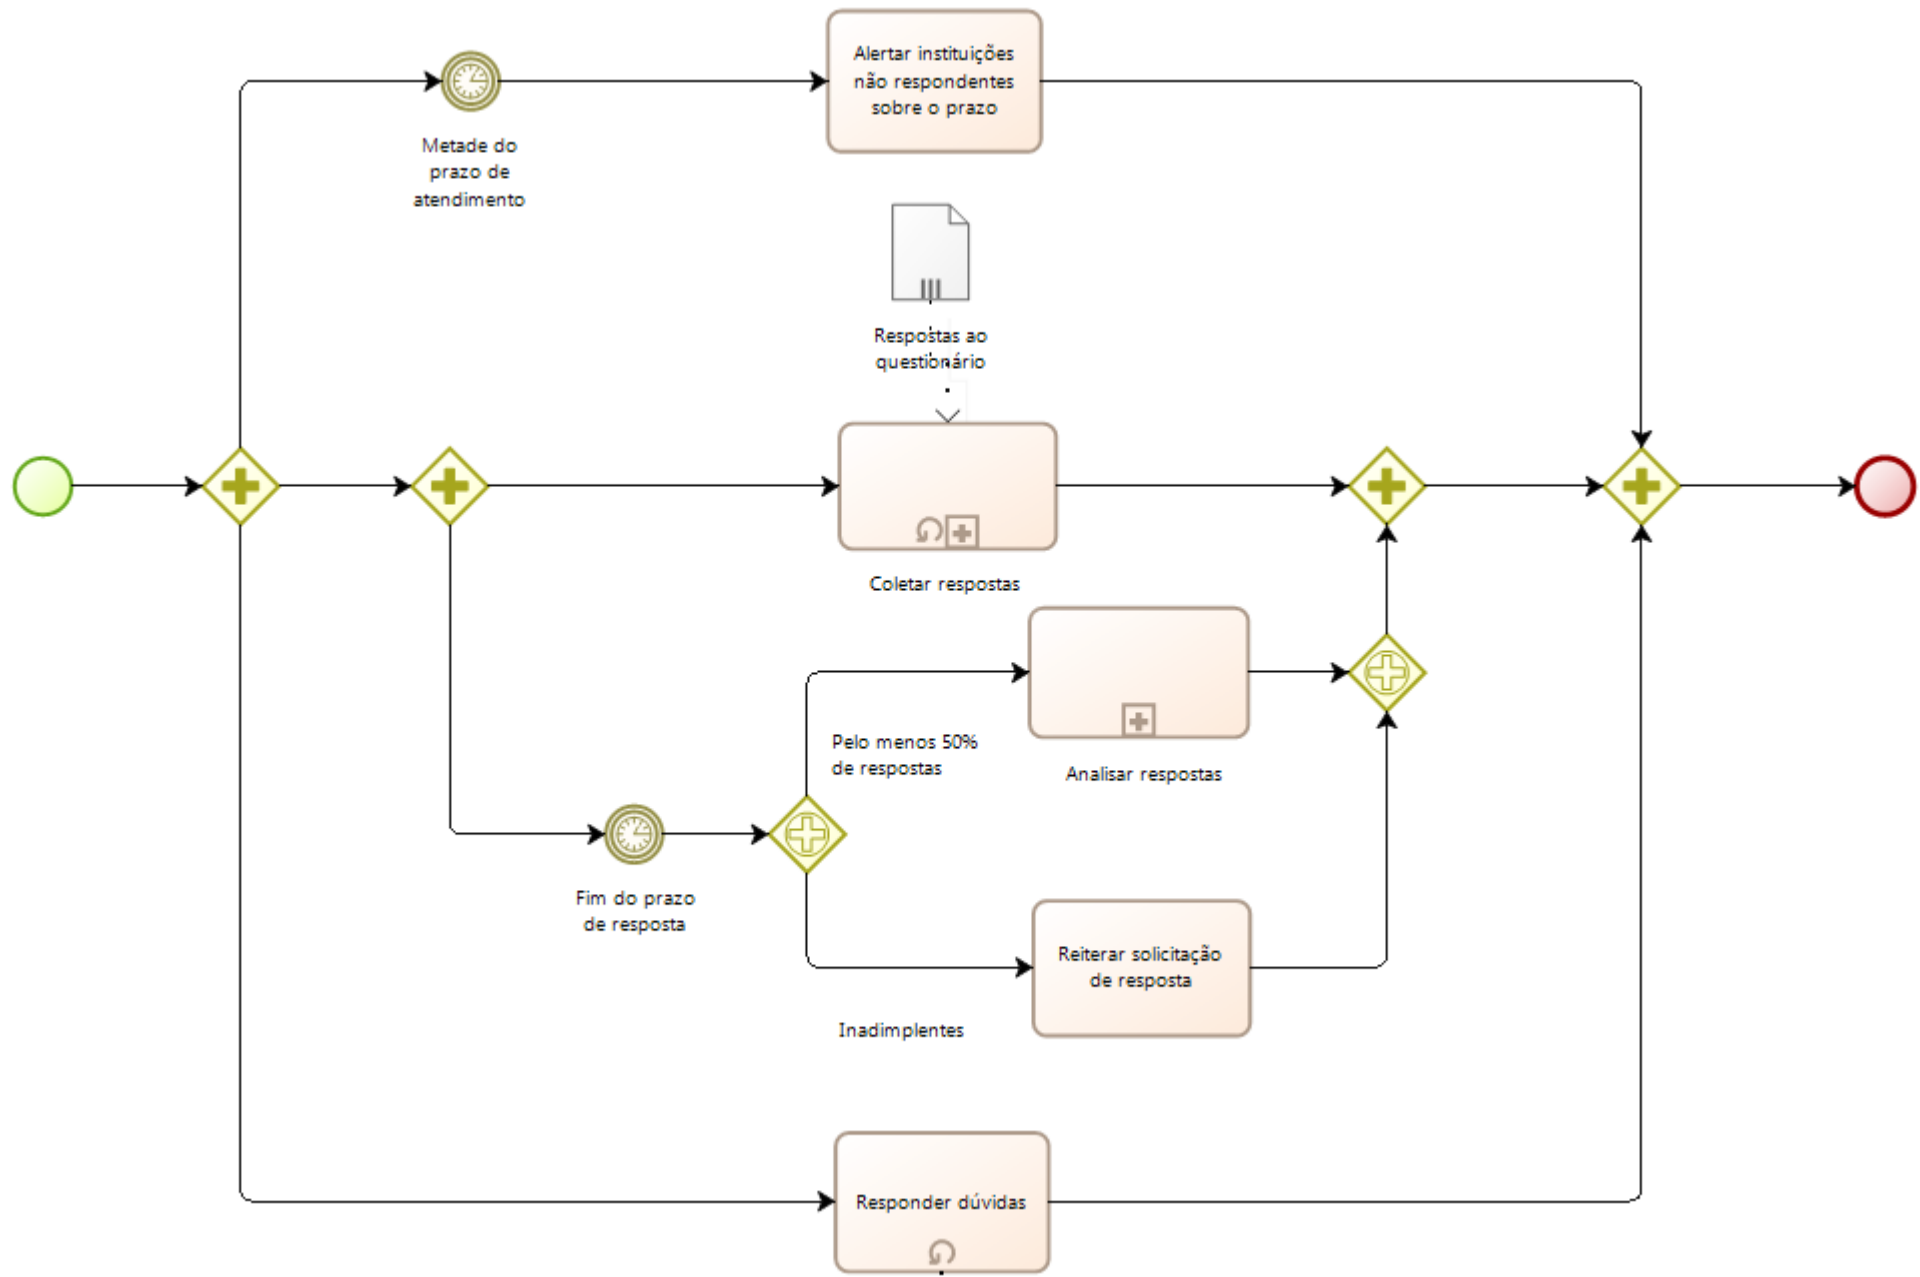 Alertar instituições
não respondentes
sobre o prazo
Metade do
prazo de
atendimento
Respostas ao
questionário
Coletar respostas
Pelo menos 50%
de respostas
Analisar respostas
Fim do prazo
de resposta
Reiterar solicitação
de resposta
Inadimplentes
Responder dúvidas